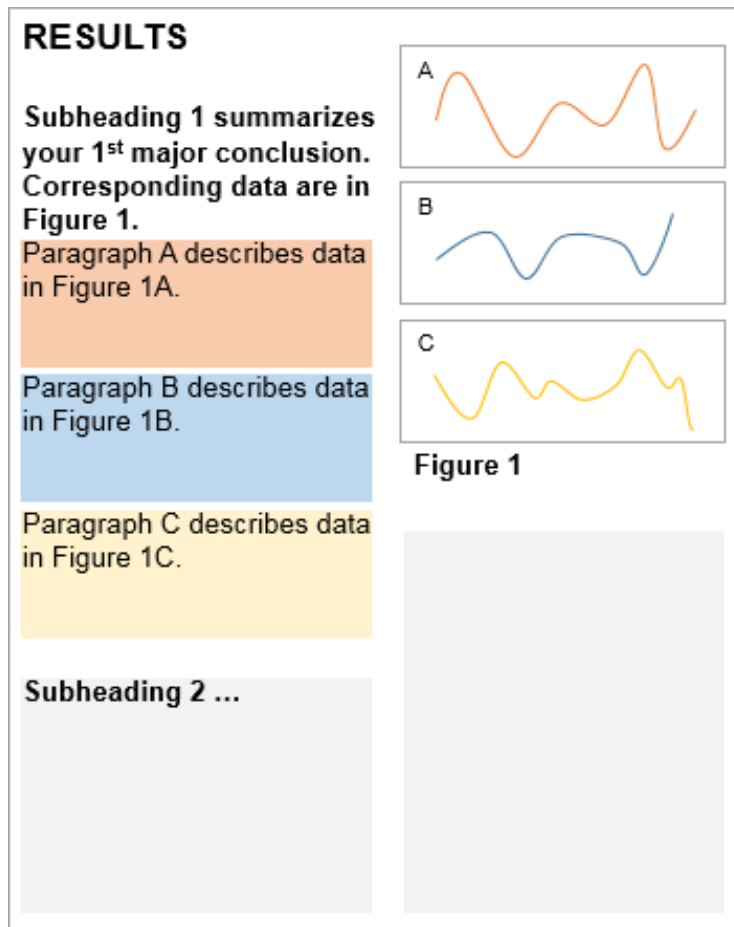 RESULTS
Subheading 1 summarizes
your 1st major conclusion.
Corresponding data are in
Figure 1.
Paragraph A describes data
in Figure 1A.
Paragraph B describes data
in Figure 1B.
Paragraph C describes data
in Figure 1C.
Subheading 2 ...
A
B
C
Figure 1